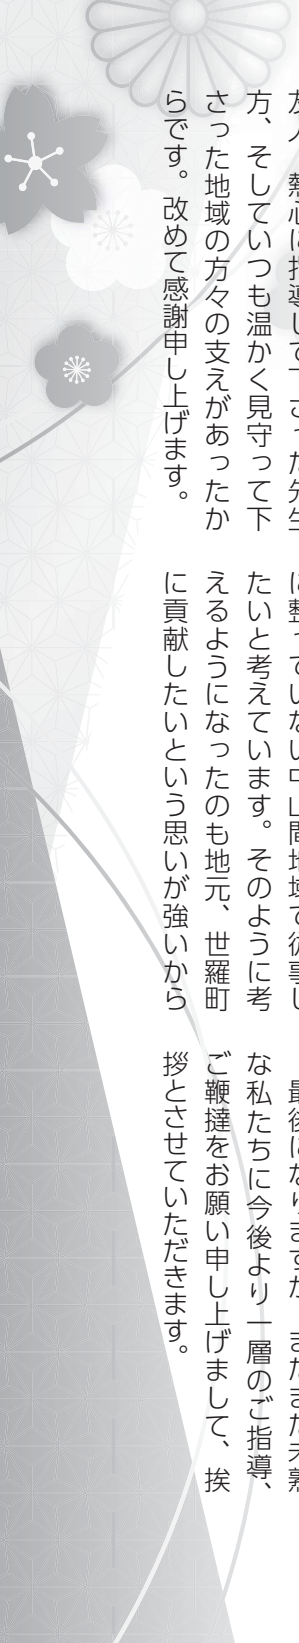 友人、熱心に指導して下さった先生
方、そしていつも温かく見守って下
さった地域の方々の支えがあったか
らです。改めて感謝申し上げます。
に整っていない中山間地域で従事し
たいと考えています。そのように考
えるようになったのも地元、世羅町
に貢献したいという思いが強いから
最後になりますが、まだまだ未熟
な私たちに今後より一層のご指導、
ご鞭撻をお願い申し上げまして、挨
拶とさせていただきます。